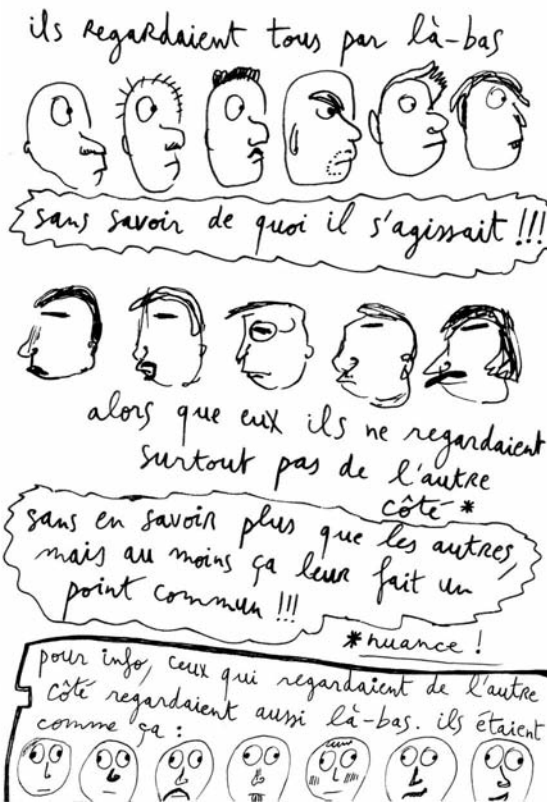 ils regardaient tous par là-bas
sans savoir de quoi il s'agissait !!!
alors que eux ils ne regardaient
surtout pas de l'autre
côté *
sans en savoir plus que les autres,
mais au moins ça leur fait un
point commun !!!
* nuance !
pour info, ceux qui regardaient de l'autre
côté regardaient aussi là-bas. ils étaient
comme ça :